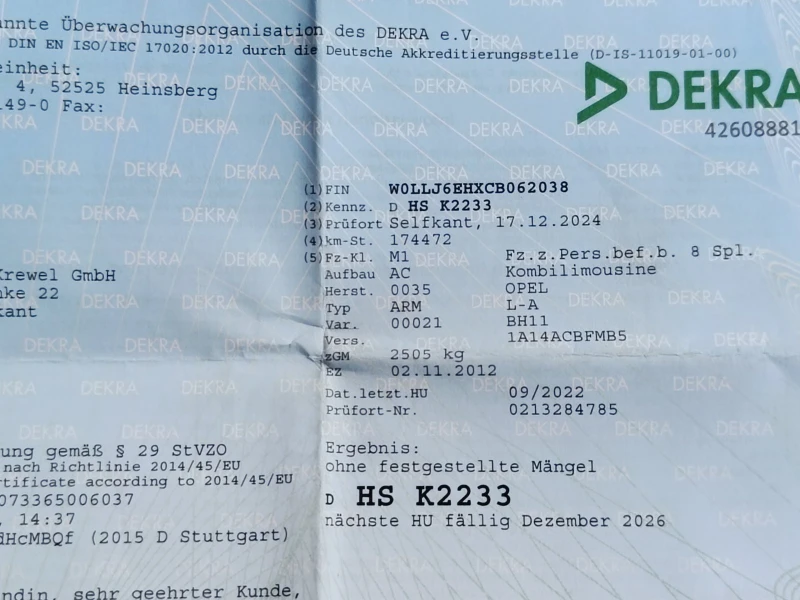 annte Überwachungsorganisation des DEKRA e.V.
DIN EN ISO/IEC 17020:2012 durch die Deutsche Akkreditierungsstelle (D-IS-11019-01-00)
einheit:
4, 52525 Heinsberg
149-0 Fax:
DEKRA
42608881
(1) FIN W0LLJ6EHXCB062038
(2) Kennz. D HS K2233
(3) Prüfort Selfkant, 17.12.2024
(4) km-St. 174472
(5) Fz-Kl. M1 Fz.z.Pers.bef.b. 8 Spl.
Aufbau AC Kombilimousine
Herst. 0035 OPEL
Typ ARM L-A
Var. 00021 BH11
Vers. 1A14ACBFMB5
zGM 2505 kg
EZ 02.11.2012
Dat.letzt.HU 09/2022
Prüfort-Nr. 0213284785
Krewel GmbH
nke 22
kant
ung gemäß § 29 StVZO
nach Richtlinie 2014/45/EU
ertificate according to 2014/45/EU
073365006037
, 14:37
dHcMBQf (2015 D Stuttgart)
Ergebnis:
ohne festgestellte Mängel
D HS K2233
nächste HU fällig Dezember 2026
ndin, sehr geehrter Kunde,